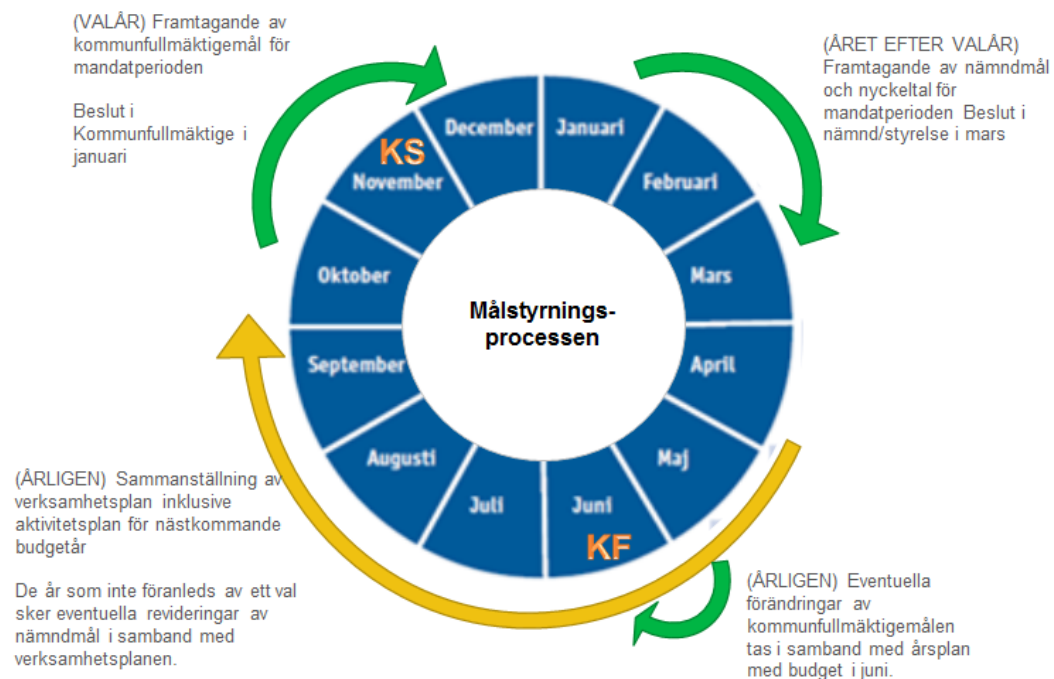 (VALÅR) Framtagande av
kommunfullmäktigemål för
mandatperioden
Beslut i
Kommunfullmäktige i
januari
(ÅRET EFTER VALÅR)
Framtagande av nämndmål
och nyckeltal för
mandatperioden Beslut i
nämnd/styrelse i mars
December
Januari
KS
November
Februari
Oktober
Mars
Målstyrnings-
processen
September
April
Augusti
Maj
Juli
Juni
KF
(ÅRLIGEN) Sammanställning av
verksamhetsplan inklusive
aktivitetsplan för nästkommande
budgetår
De år som inte föranleds av ett val
sker eventuella revideringar av
nämndmål i samband med
verksamhetsplanen.
(ÅRLIGEN) Eventuella
förändringar av
kommunfullmäktigemålen
tas i samband med årsplan
med budget i juni.